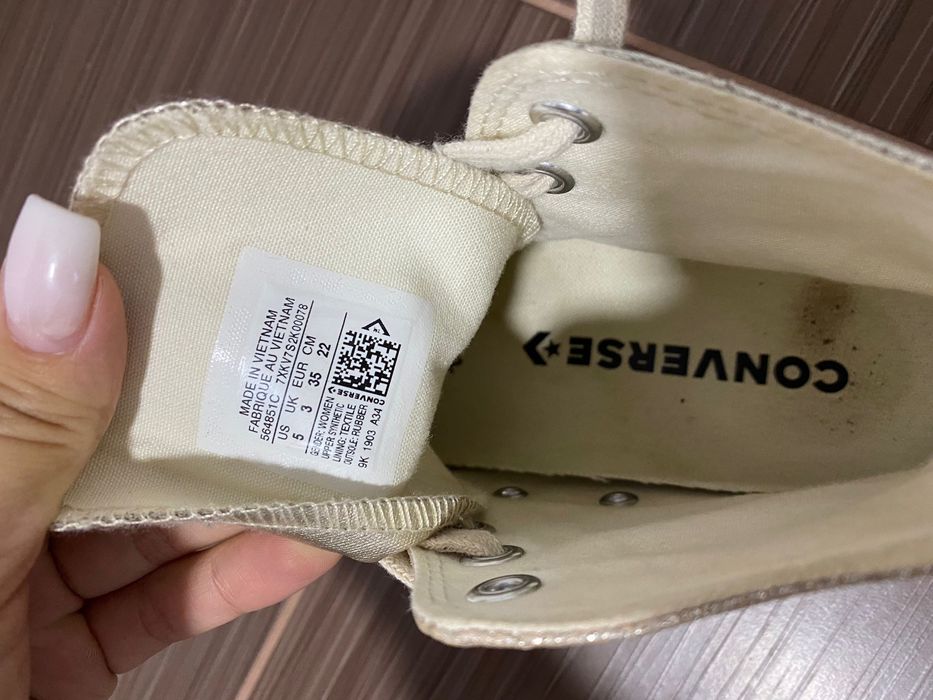 MADE IN VIETNAM
FABRIQUE AU VIETNAM
564851C 7XKV7S2K00078
US UK EUR CM
5 3 35 22
GENDER: WOMEN
UPPER: SYNTHETIC
LINING: TEXTILE
OUTSOLE: RUBBER
9K 1903 A34
CONVERSE
CONVERSE